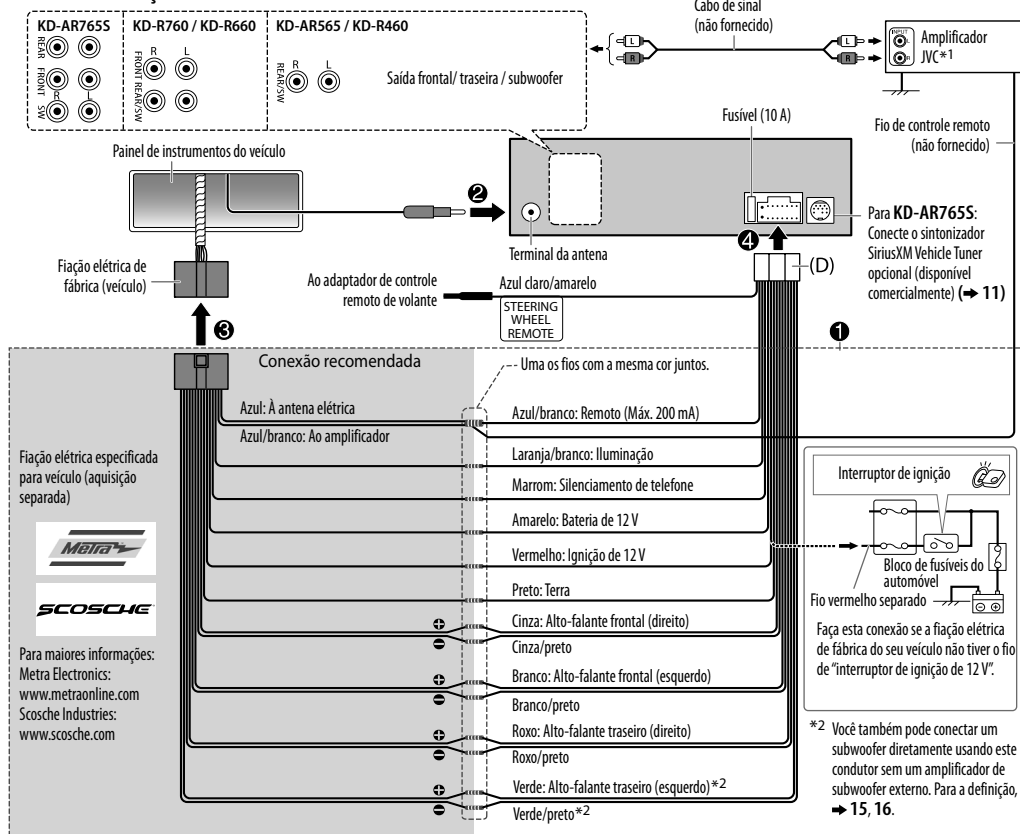 Cabo de sinal
(não fornecido)
KD-AR765S
KD-R760 / KD-R660
KD-AR565 / KD-R460
REAR
FRONT
R L
SW
R L
FRONT
REAR/SW
R L
REAR/SW
Saída frontal/ traseira / subwoofer
L
R
L
R
INPUT
L
R
Amplificador
JVC*1
Fusível (10 A)
Fio de controle remoto
(não fornecido)
Painel de instrumentos do veículo
2
Terminal da antena
4
Para KD-AR765S:
Conecte o sintonizador
SiriusXM Vehicle Tuner
opcional (disponível
comercialmente) (➜ 11)
Fiação elétrica de
fábrica (veículo)
Ao adaptador de controle
remoto de volante
Azul claro/amarelo
STEERING
WHEEL
REMOTE
(D)
3
1
Conexão recomendada
Uma os fios com a mesma cor juntos.
Azul: À antena elétrica
Azul/branco: Remoto (Máx. 200 mA)
Azul/branco: Ao amplificador
Laranja/branco: Iluminação
Marrom: Silenciamento de telefone
Amarelo: Bateria de 12 V
Vermelho: Ignição de 12 V
Preto: Terra
Cinza: Alto-falante frontal (direito)
Cinza/preto
Branco: Alto-falante frontal (esquerdo)
Branco/preto
Roxo: Alto-falante traseiro (direito)
Roxo/preto
Verde: Alto-falante traseiro (esquerdo)*2
Verde/preto*2
Fiação elétrica especificada
para veículo (aquisição
separada)
Metra
SCOSCHE
Para maiores informações:
Metra Electronics:
www.metraonline.com
Scosche Industries:
www.scosche.com
Interruptor de ignição
Bloco de fusíveis do
automóvel
Fio vermelho separado
Faça esta conexão se a fiação elétrica
de fábrica do seu veículo não tiver o fio
de "interruptor de ignição de 12 V".
*2 Você também pode conectar um
subwoofer diretamente usando este
condutor sem um amplificador de
subwoofer externo. Para a definição,
➜ 15, 16.